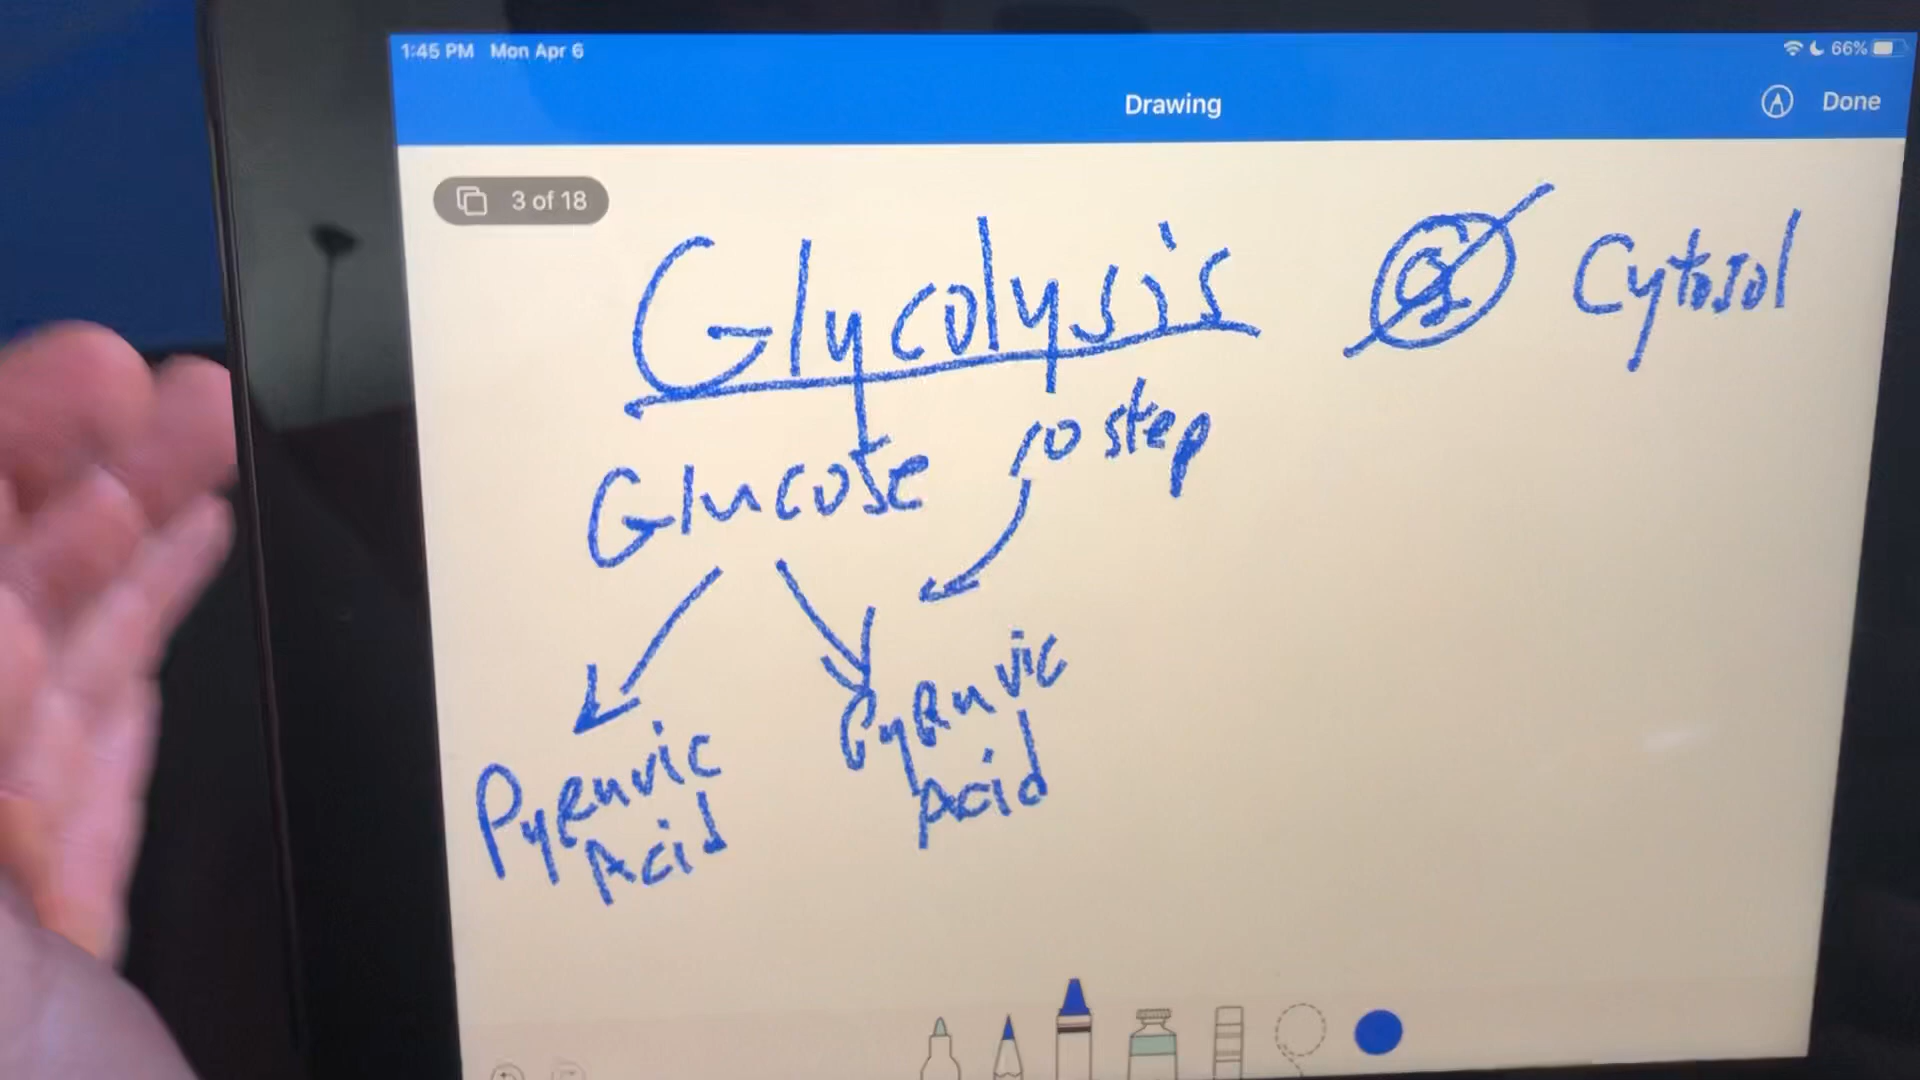 1:45 PM Mon Apr 6
66%
Drawing
Done
3 of 18
Glycolysis
Cytosol
10 step
Glucose
Pyruvic
Acid
Pyruvic
Acid